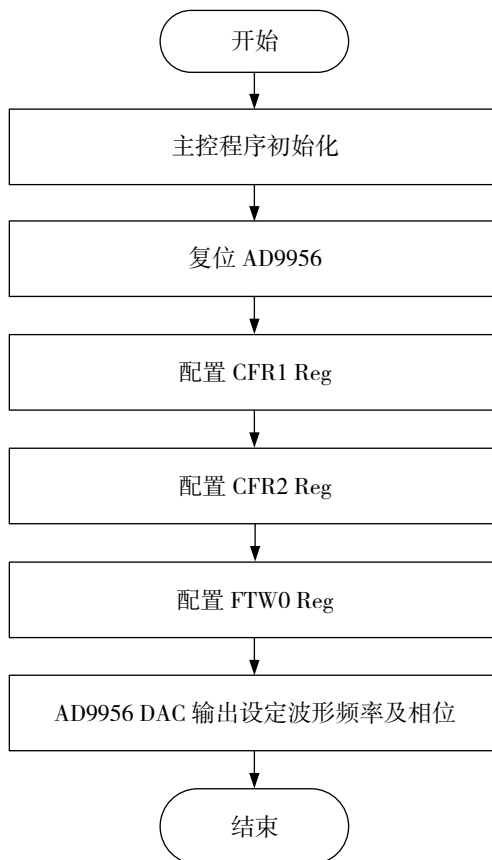 开始
主控程序初始化
复位 AD9956
配置 CFR1 Reg
配置 CFR2 Reg
配置 FTW0 Reg
AD9956 DAC 输出设定波形频率及相位
结束